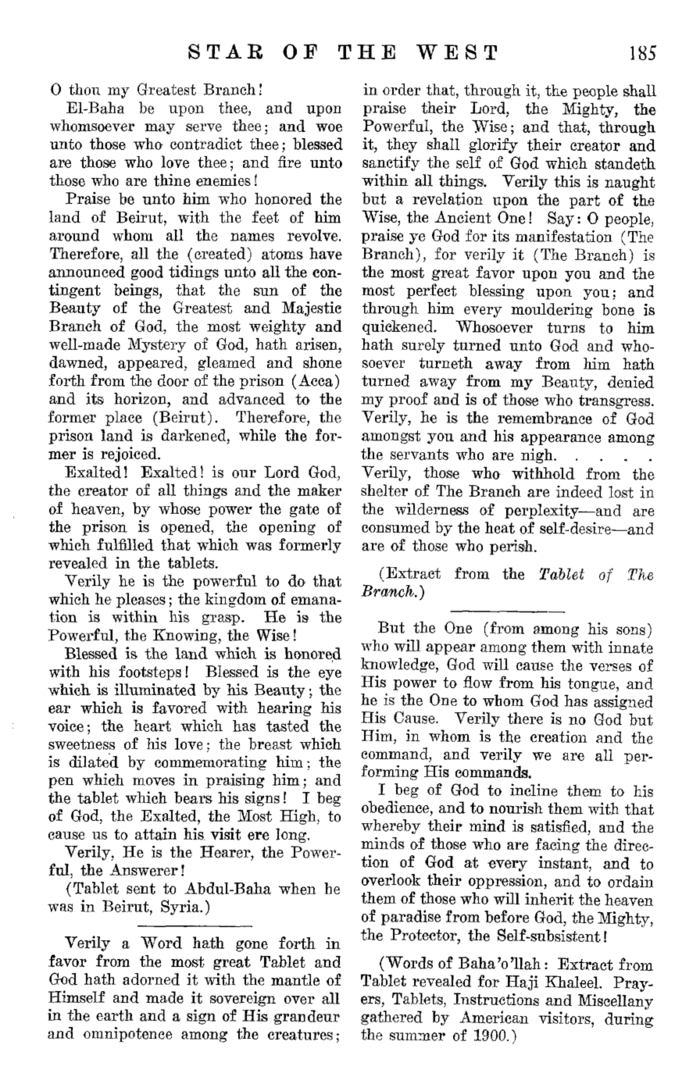 STAR OF THE WEST 185
O thou my Greatest Branch!
El-Baha be upon thee, and upon
whomsoever may serve thee; and woe
unto those who contradict thee; blessed
are those who love thee; and fire unto
those who are thine enemies!
Praise be unto him who honored the
land of Beirut, with the feet of him
around whom all the names revolve.
Therefore, all the (created) atoms have
announced good tidings unto all the con-
tingent beings, that the sun of the
Beauty of the Greatest and Majestic
Branch of God, the most weighty and
well-made Mystery of God, hath arisen,
dawned, appeared, gleamed and shone
forth from the door of the prison (Acca)
and its horizon, and advanced to the
former place (Beirut). Therefore, the
prison land is darkened, while the for-
mer is rejoiced.
Exalted! Exalted! is our Lord God,
the creator of all things and the maker
of heaven, by whose power the gate of
the prison is opened, the opening of
which fulfilled that which was formerly
revealed in the tablets.
Verily he is the powerful to do that
which he pleases; the kingdom of emana-
tion is within his grasp. He is the
Powerful, the Knowing, the Wise!
Blessed is the land which is honored
with his footsteps! Blessed is the eye
which is illuminated by his Beauty; the
ear which is favored with hearing his
voice; the heart which has tasted the
sweetness of his love; the breast which
is dilated by commemorating him; the
pen which moves in praising him; and
the tablet which bears his signs! I beg
of God, the Exalted, the Most High, to
cause us to attain his visit ere long.
Verily, He is the Hearer, the Power-
ful, the Answerer!
(Tablet sent to Abdul-Baha when he
was in Beirut, Syria.)
Verily a Word hath gone forth in
favor from the most great Tablet and
God hath adorned it with the mantle of
Himself and made it sovereign over all
in the earth and a sign of His grandeur
and omnipotence among the creatures;
in order that, through it, the people shall
praise their Lord, the Mighty, the
Powerful, the Wise; and that, through
it, they shall glorify their creator and
sanctify the self of God which standeth
within all things. Verily this is naught
but a revelation upon the part of the
Wise, the Ancient One! Say: O people,
praise ye God for its manifestation (The
Branch), for verily it (The Branch) is
the most great favor upon you and the
most perfect blessing upon you; and
through him every mouldering bone is
quickened. Whosoever turns to him
hath surely turned unto God and who-
soever turneth away from him hath
turned away from my Beauty, denied
my proof and is of those who transgress.
Verily, he is the remembrance of God
amongst you and his appearance among
the servants who are nigh. . . . .
Verily, those who withhold from the
shelter of The Branch are indeed lost in
the wilderness of perplexity—and are
consumed by the heat of self-desire—and
are of those who perish.
(Extract from the Tablet of The
Branch.)
But the One (from among his sons)
who will appear among them with innate
knowledge, God will cause the verses of
His power to flow from his tongue, and
he is the One to whom God has assigned
His Cause. Verily there is no God but
Him, in whom is the creation and the
command, and verily we are all per-
forming His commands.
I beg of God to incline them to his
obedience, and to nourish them with that
whereby their mind is satisfied, and the
minds of those who are facing the direc-
tion of God at every instant, and to
overlook their oppression, and to ordain
them of those who will inherit the heaven
of paradise from before God, the Mighty,
the Protector, the Self-subsistent!
(Words of Baha'o'llah: Extract from
Tablet revealed for Haji Khaleel. Pray-
ers, Tablets, Instructions and Miscellany
gathered by American visitors, during
the summer of 1900.)